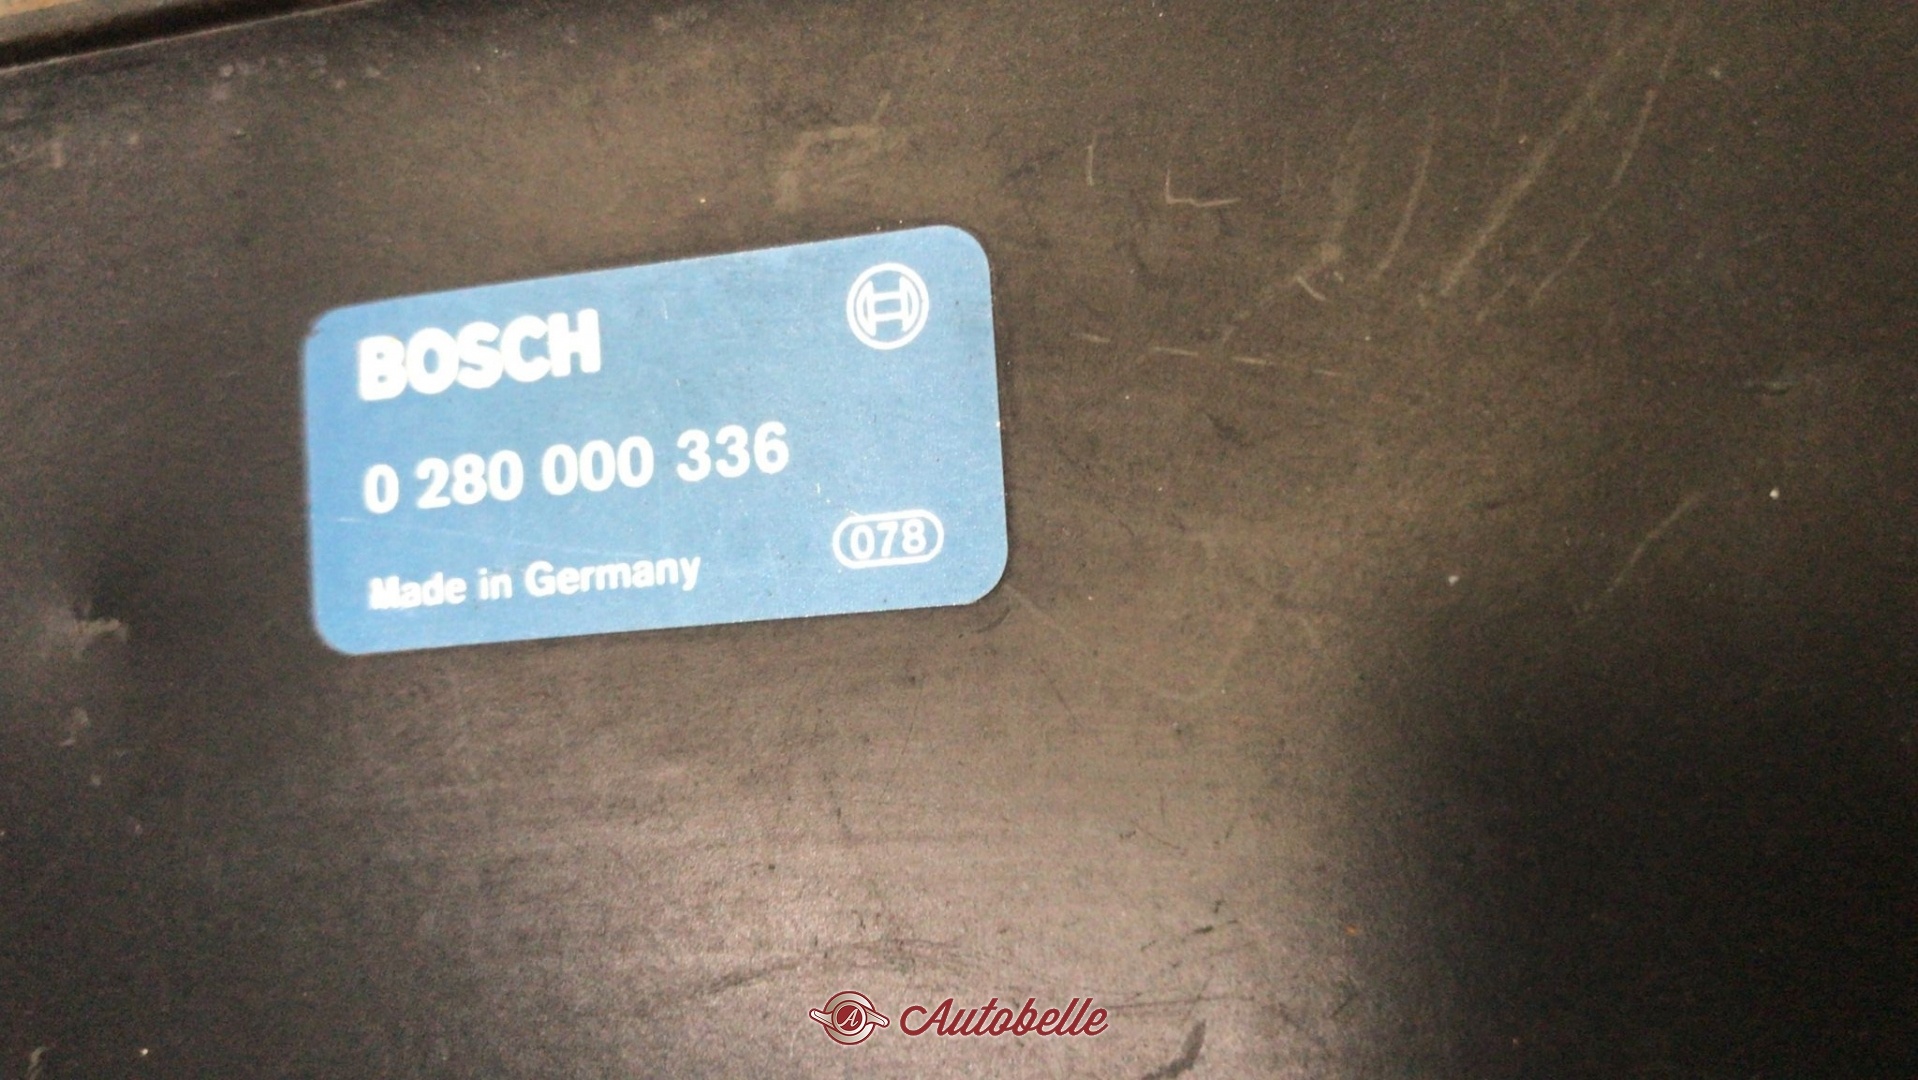 BOSCH
0 280 000 336
Made in Germany
078
Autobelle